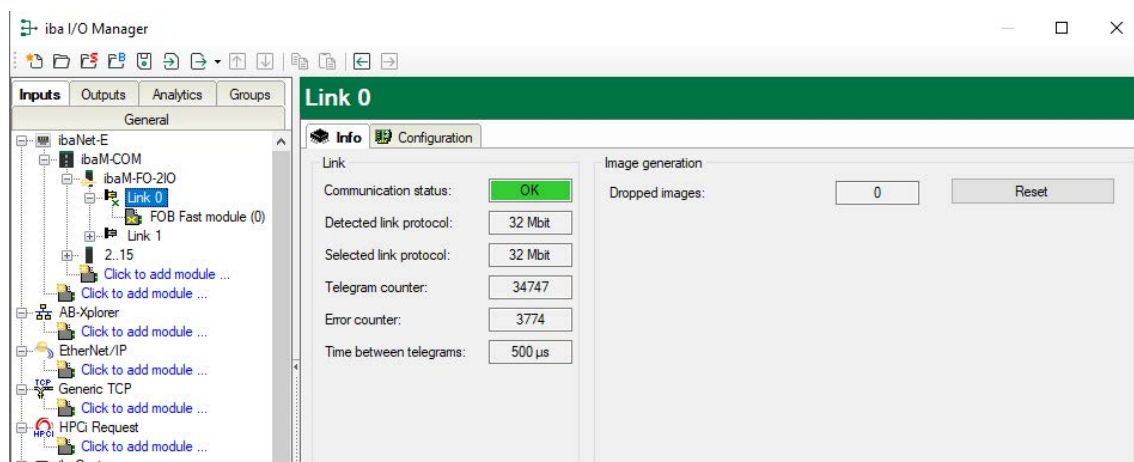 iba I/O Manager
Inputs Outputs Analytics Groups
General
ibaNet-E
ibaM-COM
ibaM-FO-2IO
Link 0
FOB Fast module (0)
Link 1
2..15
Click to add module ...
Click to add module ...
AB-Xplorer
Click to add module ...
EtherNet/IP
Click to add module ...
TCP
Generic TCP
Click to add module ...
HPCi
HPCi Request
Click to add module ...
Link 0
Info Configuration
Link
Communication status: OK
Detected link protocol: 32 Mbit
Selected link protocol: 32 Mbit
Telegram counter: 34747
Error counter: 3774
Time between telegrams: 500 µs
Image generation
Dropped images: 0 Reset